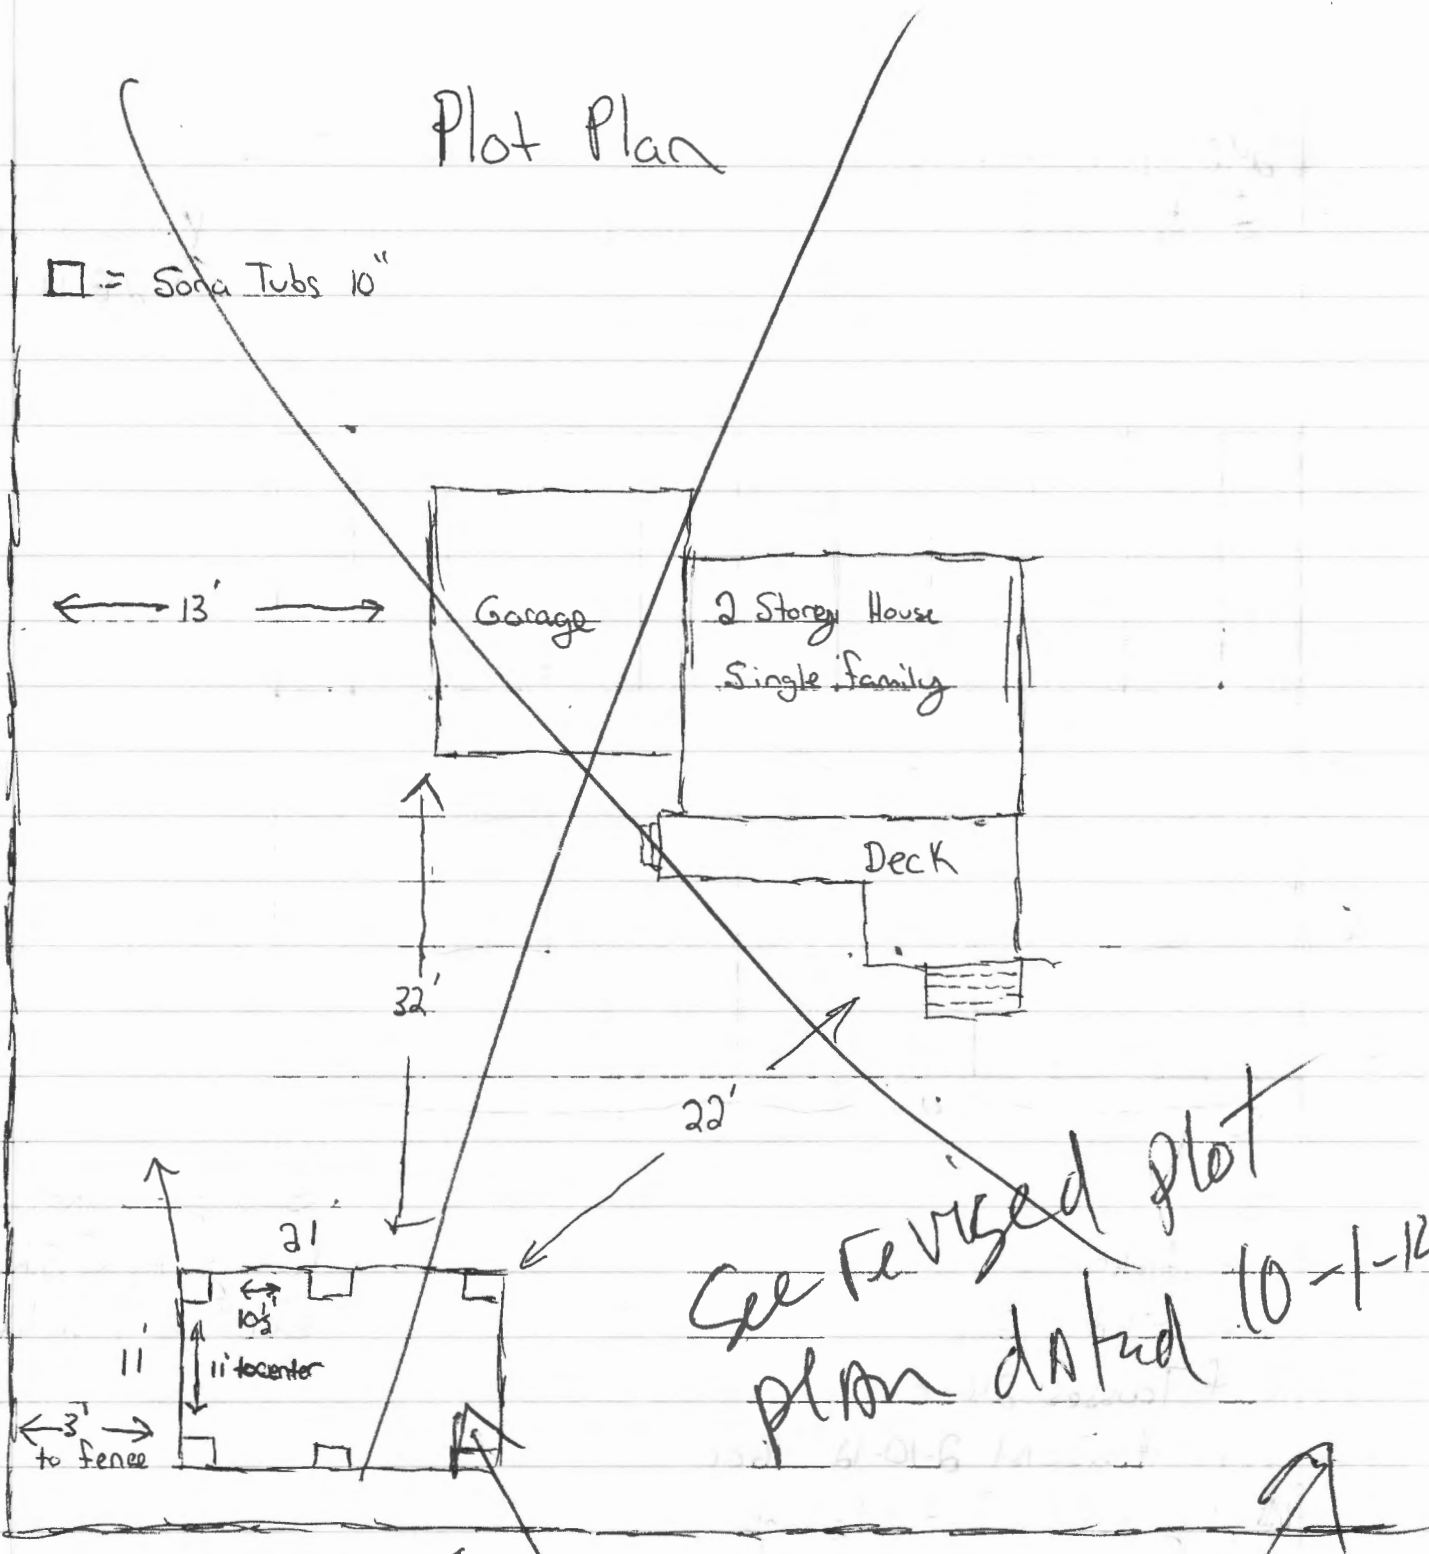 Plot Plan
□ = Sona Tubs 10"
13'
Garage
2 Storey House
Single family
Deck
32'
22'
21
10½'
11'
11' to center
3'
to fence
See revised plot
plan dated 10-1-12